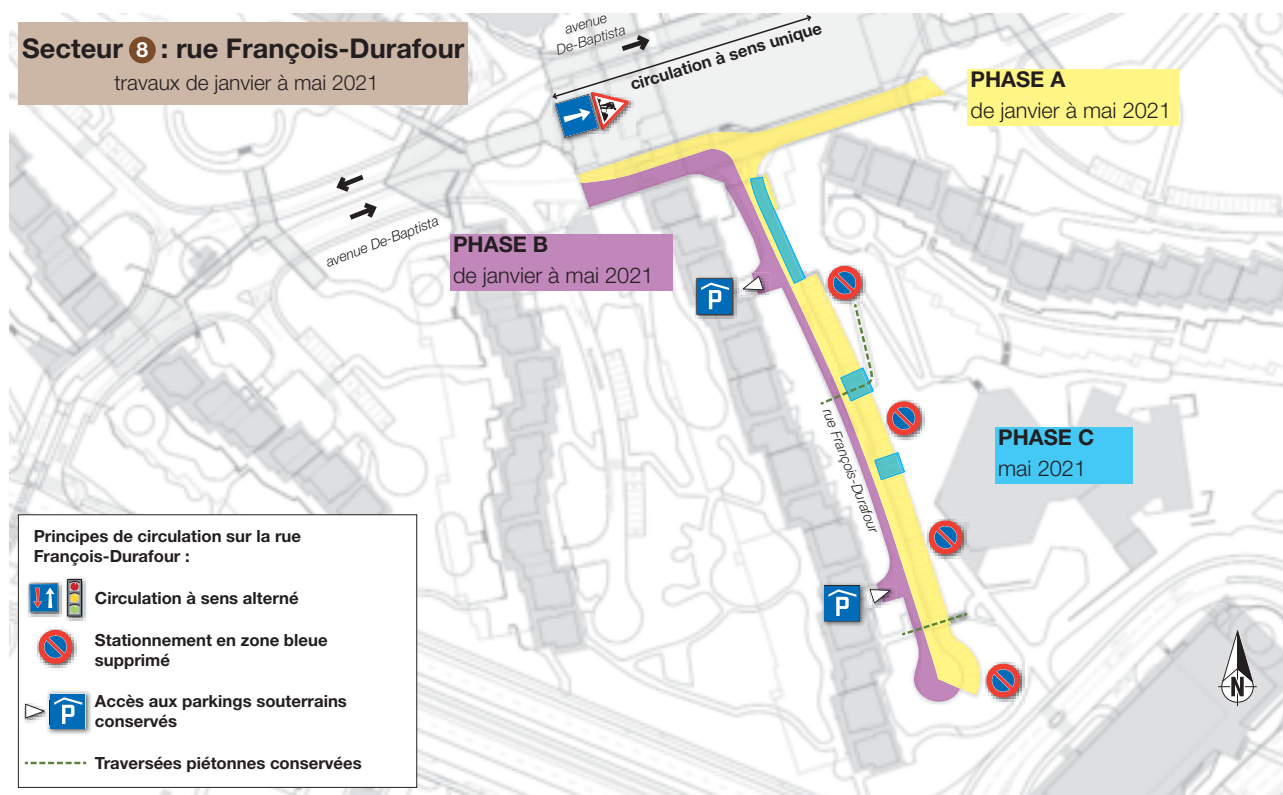 Secteur 8 : rue François-Durafour
travaux de janvier à mai 2021
avenue
De-Baptista
circulation à sens unique
PHASE A
de janvier à mai 2021
avenue De-Baptista
PHASE B
de janvier à mai 2021
P
rue François-Durafour
PHASE C
mai 2021
P
Principes de circulation sur la rue
François-Durafour :
Circulation à sens alterné
Stationnement en zone bleue
supprimé
P
Accès aux parkings souterrains
conservés
Traversées piétonnes conservées
N